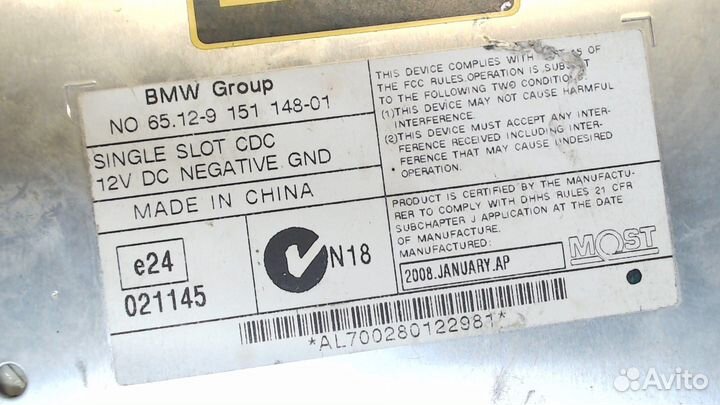 BMW Group
NO 65.12-9 151 148-01
SINGLE SLOT CDC
12V DC NEGATIVE GND
MADE IN CHINA
e24
021145
N18
THIS DEVICE COMPLIES WITH OF
THE FCC RULES.OPERATION IS SUBJECT
TO THE FOLLOWING TWO CONDITION
(1)THIS DEVICE MAY NOT CAUSE HARMFUL
INTERFERENCE.
(2)THIS DEVICE MUST ACCEPT ANY INTER-
FERENCE RECEIVED INCLUDING INTER-
FERENCE THAT MAY CAUSE UNDESIRED
OPERATION.
PRODUCT IS CERTIFIED BY THE MANUFACTU-
RER TO COMPLY WITH DHHS RULES 21 CFR
SUBCHAPTER J APPLICATION AT THE DATE
OF MANUFACTURE.
MANUFACTURED:
2008.JANUARY.AP
MOST
*AL700280122981*
Avito